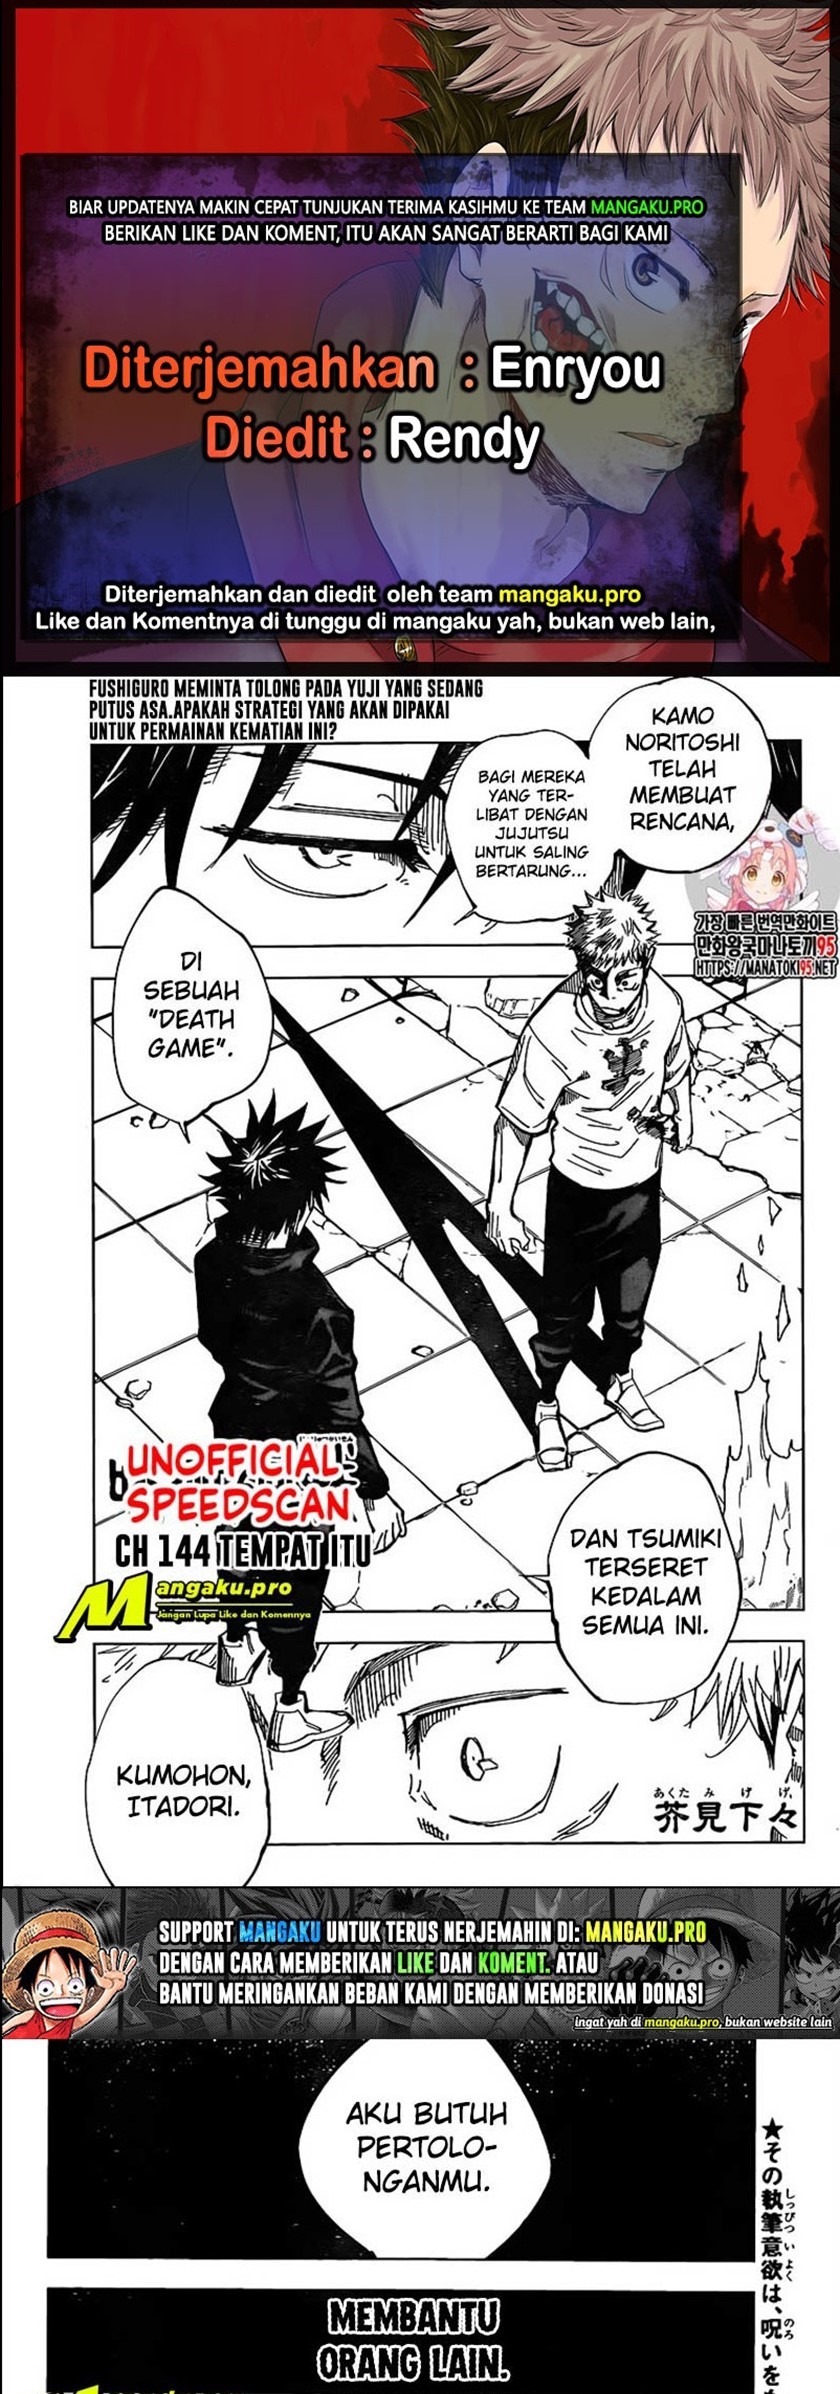 BIAR UPDATENYA MAKIN CEPAT TUNJUKAN TERIMA KASIHMU KE TEAM MANGAKU.PRO
BERIKAN LIKE DAN KOMENT, ITU AKAN SANGAT BERARTI BAGI KAMI
Diterjemahkan : Enryou
Diedit : Rendy
Diterjemahkan dan diedit oleh team mangaku.pro
Like dan Komentnya di tunggu di mangaku yah, bukan web lain,
FUSHIGURO MEMINTA TOLONG PADA YUJI YANG SEDANG
PUTUS ASA.APAKAH STRATEGI YANG AKAN DIPAKAI
UNTUK PERMAINAN KEMATIAN INI?
KAMO
NORITOSHI
TELAH
MEMBUAT
RENCANA,
BAGI MEREKA
YANG TER-
LIBAT DENGAN
JUJUTSU
UNTUK SALING
BERTARUNG...
가장 빠른 번역만화이트
만화왕국마나토끼95
HTTPS://MANATOKI95.NET
DI
SEBUAH
"DEATH
GAME".
UNOFFICIAL
SPEEDSCAN
CH 144 TEMPAT ITU
Mangaku.pro
Jangan Lupa Like dan Komennya
DAN TSUMIKI
TERSERET
KEDALAM
SEMUA INI.
KUMOHON,
ITADORI.
あくたみげげ
芥見下々
SUPPORT MANGAKU UNTUK TERUS NERJEMAHIN DI: MANGAKU.PRO
DENGAN CARA MEMBERIKAN LIKE DAN KOMENT. ATAU
BANTU MERINGANKAN BEBAN KAMI DENGAN MEMBERIKAN DONASI
ingat yah di mangaku.pro, bukan website lain
AKU BUTUH
PERTOLO-
NGANMU.
★その執筆意欲は、呪いを
MEMBANTU
ORANG LAIN.